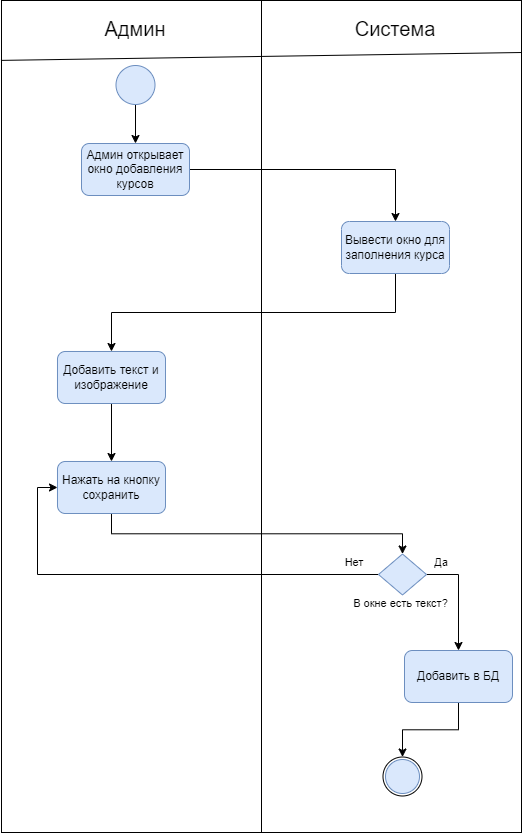 Админ
Система
Админ открывает
окно добавления
курсов
Вывести окно для
заполнения курса
Добавить текст и
изображение
Нажать на кнопку
сохранить
Нет
Да
В окне есть текст?
Добавить в БД